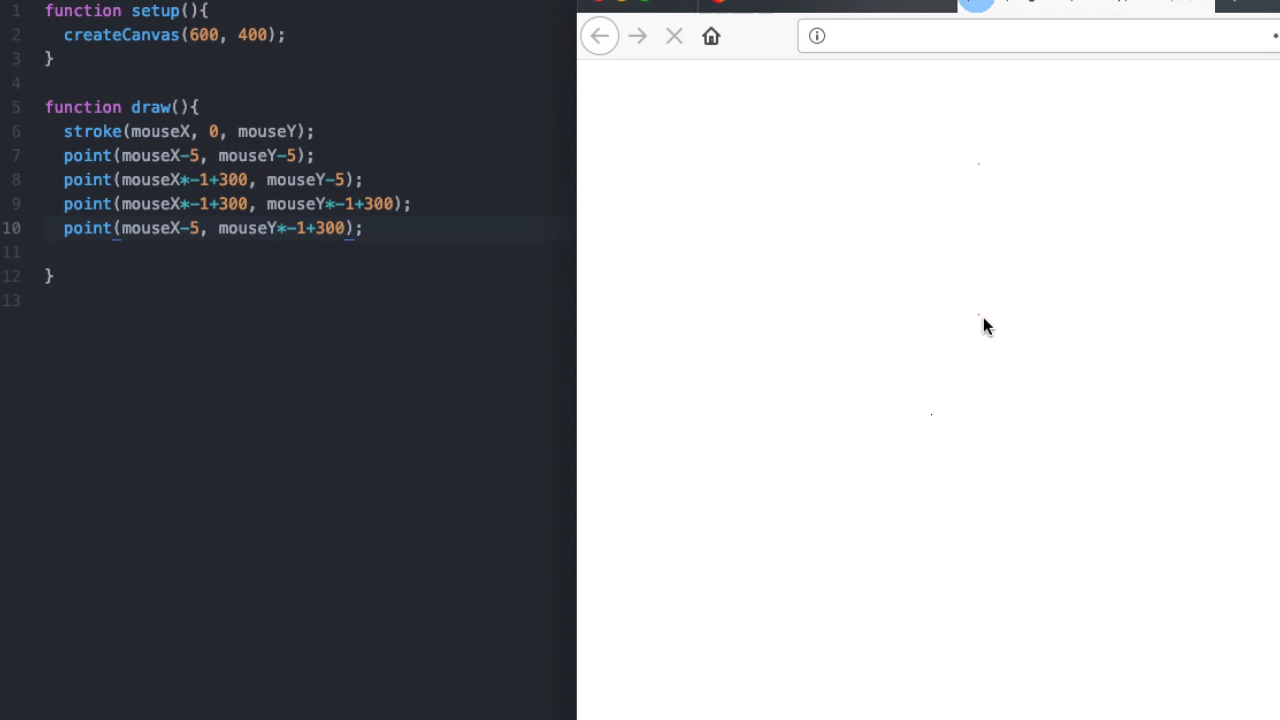 1 function setup(){
2 createCanvas(600, 400);
3 }
4
5 function draw(){
6 stroke(mouseX, 0, mouseY);
7 point(mouseX-5, mouseY-5);
8 point(mouseX*-1+300, mouseY-5);
9 point(mouseX*-1+300, mouseY*-1+300);
10 point(mouseX-5, mouseY*-1+300);
11
12 }
13